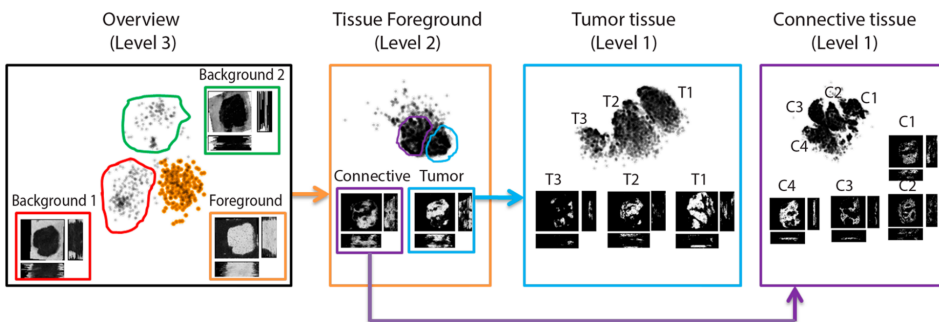 Overview
(Level 3)
Tissue Foreground
(Level 2)
Tumor tissue
(Level 1)
Connective tissue
(Level 1)
Background 2
Background 1
Foreground
Connective
Tumor
T1
T2
T3
T3
T2
T1
C2
C1
C3
C4
C1
C4
C3
C2